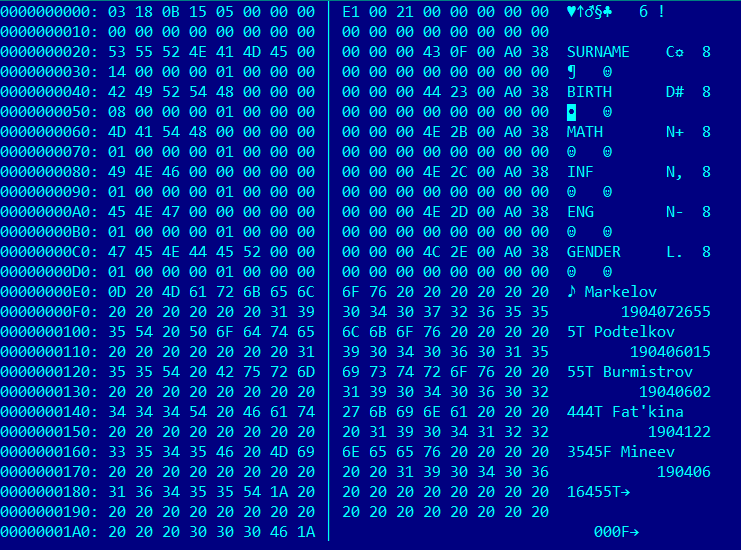 0000000000: 03 18 0B 15 05 00 00 00 │ E1 00 21 00 00 00 00 00 ♥↑♂§♣ 6 !
0000000010: 00 00 00 00 00 00 00 00 │ 00 00 00 00 00 00 00 00
0000000020: 53 55 52 4E 41 4D 45 00 │ 00 00 00 43 0F 00 A0 38 SURNAME C☼ 8
0000000030: 14 00 00 00 01 00 00 00 │ 00 00 00 00 00 00 00 00 ¶ ☺
0000000040: 42 49 52 54 48 00 00 00 │ 00 00 00 44 23 00 A0 38 BIRTH D# 8
0000000050: 08 00 00 00 01 00 00 00 │ 00 00 00 00 00 00 00 00 ◘ ☺
0000000060: 4D 41 54 48 00 00 00 00 │ 00 00 00 4E 2B 00 A0 38 MATH N+ 8
0000000070: 01 00 00 00 01 00 00 00 │ 00 00 00 00 00 00 00 00 ☺ ☺
0000000080: 49 4E 46 00 00 00 00 00 │ 00 00 00 4E 2C 00 A0 38 INF N, 8
0000000090: 01 00 00 00 01 00 00 00 │ 00 00 00 00 00 00 00 00 ☺ ☺
00000000A0: 45 4E 47 00 00 00 00 00 │ 00 00 00 4E 2D 00 A0 38 ENG N- 8
00000000B0: 01 00 00 00 01 00 00 00 │ 00 00 00 00 00 00 00 00 ☺ ☺
00000000C0: 47 45 4E 44 45 52 00 00 │ 00 00 00 4C 2E 00 A0 38 GENDER L. 8
00000000D0: 01 00 00 00 01 00 00 00 │ 00 00 00 00 00 00 00 00 ☺ ☺
00000000E0: 0D 20 4D 61 72 6B 65 6C │ 6F 76 20 20 20 20 20 20 ♪ Markelov
00000000F0: 20 20 20 20 20 20 31 39 │ 30 34 30 37 32 36 35 35 1904072655
0000000100: 35 54 20 50 6F 64 74 65 │ 6C 6B 6F 76 20 20 20 20 5T Podtelkov
0000000110: 20 20 20 20 20 20 20 31 │ 39 30 34 30 36 30 31 35 190406015
0000000120: 35 35 54 20 42 75 72 6D │ 69 73 74 72 6F 76 20 20 55T Burmistrov
0000000130: 20 20 20 20 20 20 20 20 │ 31 39 30 34 30 36 30 32 19040602
0000000140: 34 34 34 54 20 46 61 74 │ 27 6B 69 6E 61 20 20 20 444T Fat'kina
0000000150: 20 20 20 20 20 20 20 20 │ 20 31 39 30 34 31 32 32 1904122
0000000160: 33 35 34 35 46 20 4D 69 │ 6E 65 65 76 20 20 20 20 3545F Mineev
0000000170: 20 20 20 20 20 20 20 20 │ 20 20 31 39 30 34 30 36 190406
0000000180: 31 36 34 35 35 54 1A 20 │ 20 20 20 20 20 20 20 20 16455T→
0000000190: 20 20 20 20 20 20 20 20 │ 20 20 20 20 20 20 20 20
00000001A0: 20 20 20 30 30 30 46 1A │ 000F→